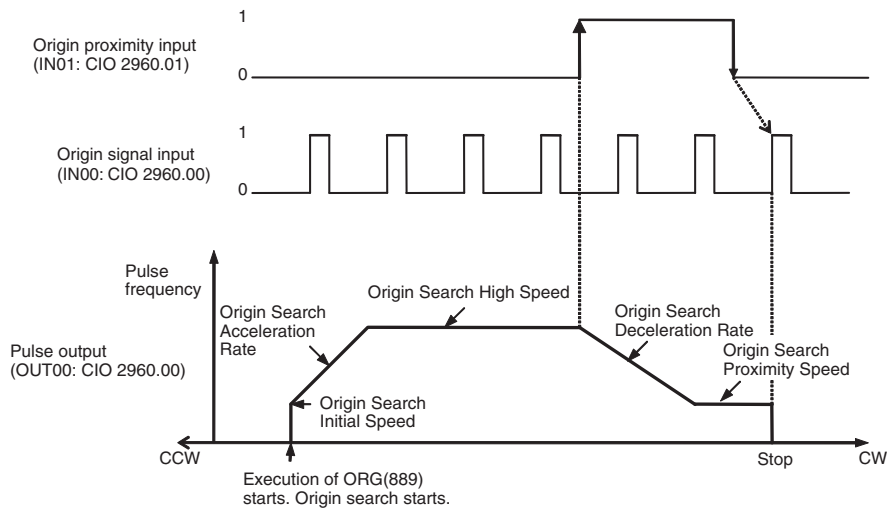 1
Origin proximity input
(IN01: CIO 2960.01)
0
1
Origin signal input
(IN00: CIO 2960.00)
0
Pulse
frequency
Origin Search High Speed
Origin Search
Acceleration
Rate
Origin Search
Deceleration Rate
Pulse output
(OUT00: CIO 2960.00)
Origin Search
Proximity Speed
Origin Search
Initial Speed
CCW
Stop
CW
Execution of ORG(889)
starts. Origin search starts.